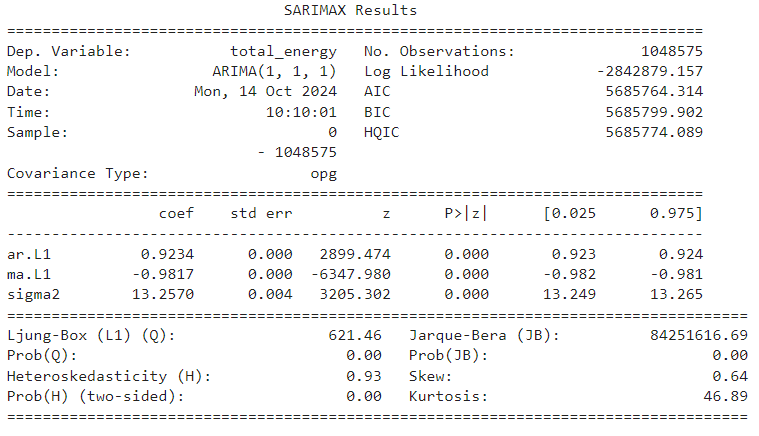 SARIMAX Results
==============================================================================
Dep. Variable:           total_energy   No. Observations:              1048575
Model:                 ARIMA(1, 1, 1)   Log Likelihood            -2842879.157
Date:                Mon, 14 Oct 2024   AIC                        5685764.314
Time:                        10:10:01   BIC                        5685799.902
Sample:                             0   HQIC                       5685774.089
                            - 1048575
Covariance Type:                  opg
==============================================================================
                 coef    std err          z      P>|z|      [0.025      0.975]
------------------------------------------------------------------------------
ar.L1          0.9234      0.000   2899.474      0.000       0.923       0.924
ma.L1         -0.9817      0.000  -6347.980      0.000      -0.982      -0.981
sigma2        13.2570      0.004   3205.302      0.000      13.249      13.265
===================================================================================
Ljung-Box (L1) (Q):                 621.46   Jarque-Bera (JB):          84251616.69
Prob(Q):                              0.00   Prob(JB):                         0.00
Heteroskedasticity (H):               0.93   Skew:                             0.64
Prob(H) (two-sided):                  0.00   Kurtosis:                        46.89
===================================================================================